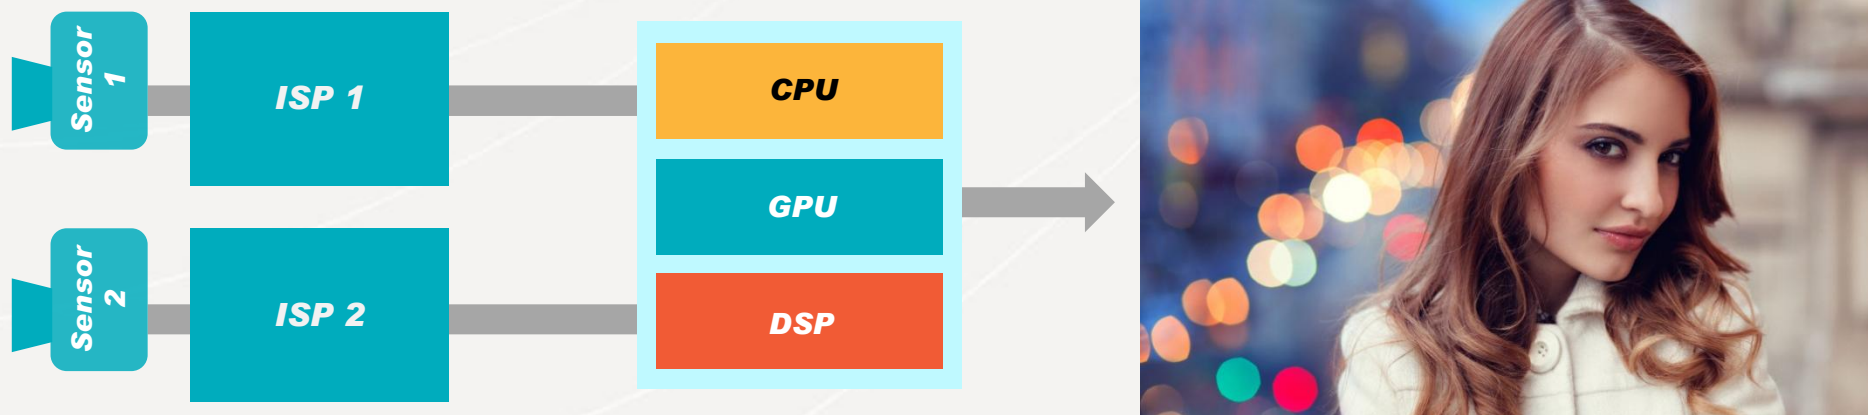 Sensor
1
ISP 1
CPU
GPU
Sensor
2
ISP 2
DSP